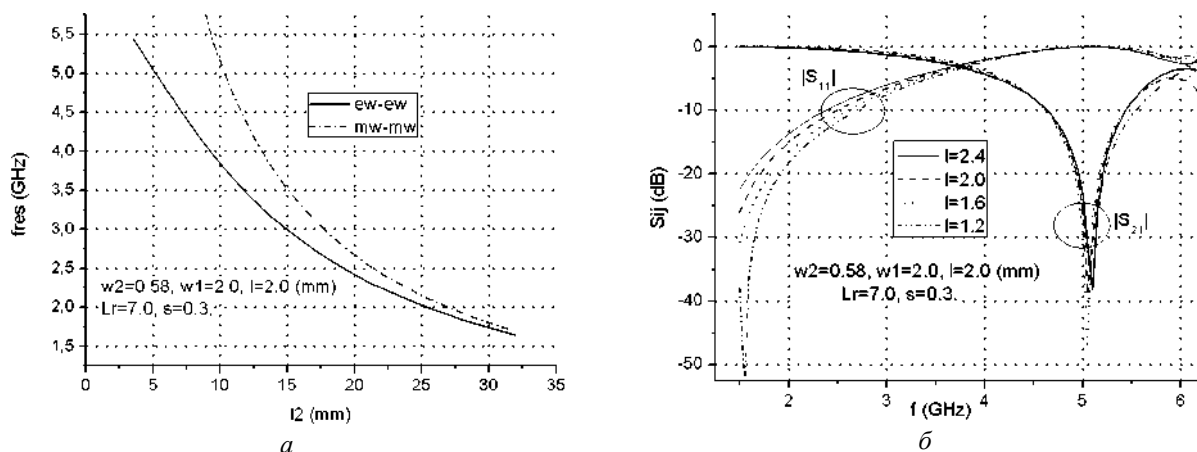 5,5
5,0
4,5
4,0
3,5
3,0
2,5
2,0
1,5
fres (GHz)
ew-ew
mw-mw
w2=0.58, w1=2.0, l=2.0 (mm)
Lr=7.0, s=0.3.
0 5 10 15 20 25 30 35
l2 (mm)
а
0
-10
-20
-30
-40
-50
Sij (dB)
|S11|
l=2.4
l=2.0
l=1.6
l=1.2
|S21|
w2=0.58, w1=2.0, l=2.0 (mm)
Lr=7.0, s=0.3.
2 3 4 5 6
f (GHz)
б